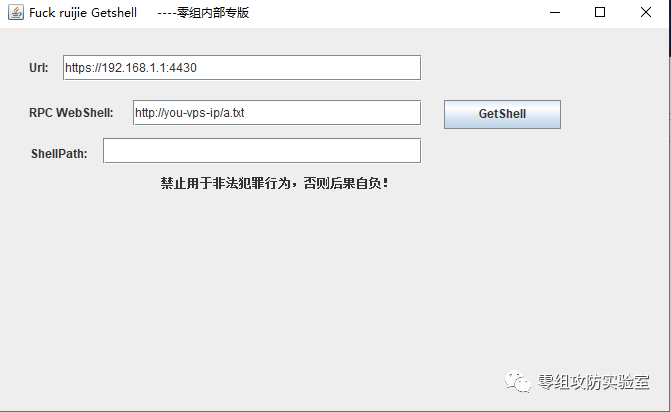 Fuck ruijie Getshell ----零组内部专版
Url: https://192.168.1.1:4430
RPC WebShell: http://you-vps-ip/a.txt GetShell
ShellPath:
禁止用于非法犯罪行为，否则后果自负！
零组攻防实验室